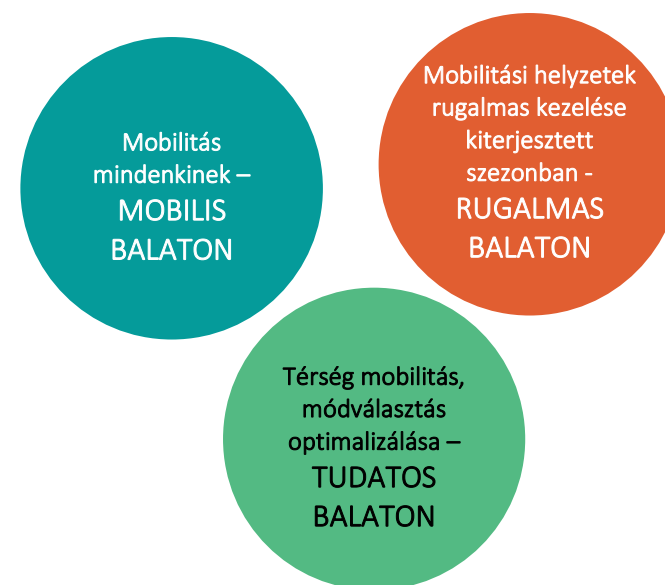 Mobilitás
mindenkinek –
MOBILIS
BALATON
Mobilitási helyzetek
rugalmas kezelése
kiterjesztett
szezonban -
RUGALMAS
BALATON
Térség mobilitás,
módválasztás
optimalizálása –
TUDATOS
BALATON